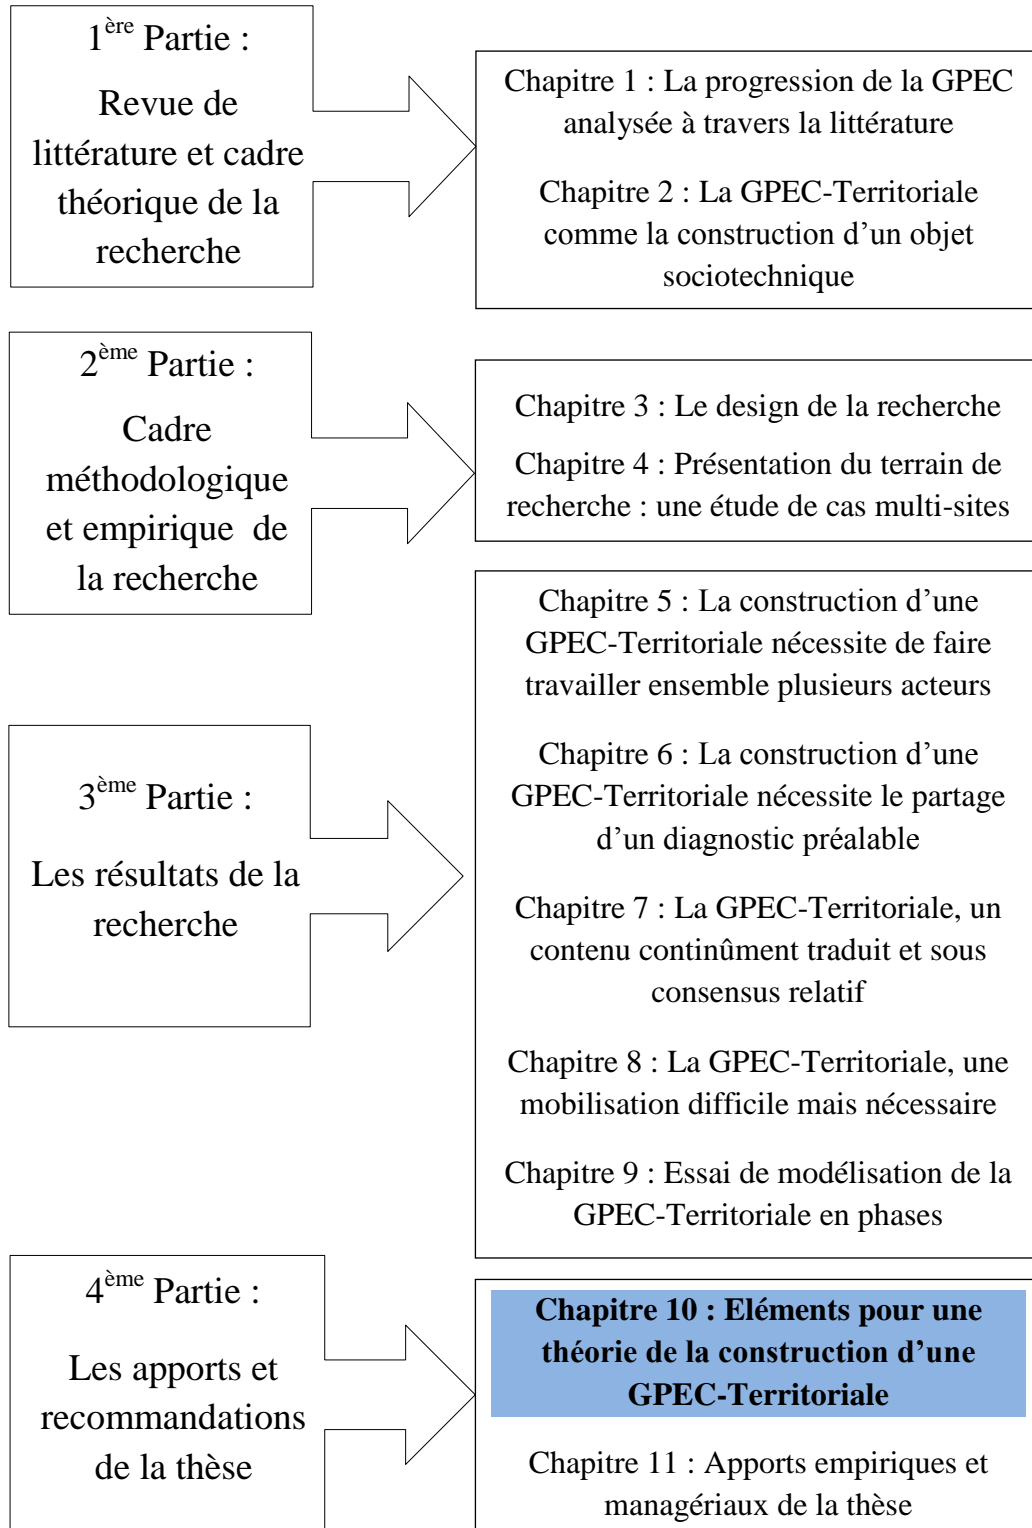 1ère Partie :
Revue de
littérature et cadre
théorique de la
recherche
Chapitre 1 : La progression de la GPEC
analysée à travers la littérature
Chapitre 2 : La GPEC-Territoriale
comme la construction d’un objet
sociotechnique
2ème Partie :
Cadre
méthodologique
et empirique de
la recherche
Chapitre 3 : Le design de la recherche
Chapitre 4 : Présentation du terrain de
recherche : une étude de cas multi-sites
3ème Partie :
Les résultats de la
recherche
Chapitre 5 : La construction d’une
GPEC-Territoriale nécessite de faire
travailler ensemble plusieurs acteurs
Chapitre 6 : La construction d’une
GPEC-Territoriale nécessite le partage
d’un diagnostic préalable
Chapitre 7 : La GPEC-Territoriale, un
contenu continûment traduit et sous
consensus relatif
Chapitre 8 : La GPEC-Territoriale, une
mobilisation difficile mais nécessaire
Chapitre 9 : Essai de modélisation de la
GPEC-Territoriale en phases
4ème Partie :
Les apports et
recommandations
de la thèse
Chapitre 10 : Eléments pour une
théorie de la construction d’une
GPEC-Territoriale
Chapitre 11 : Apports empiriques et
managériaux de la thèse